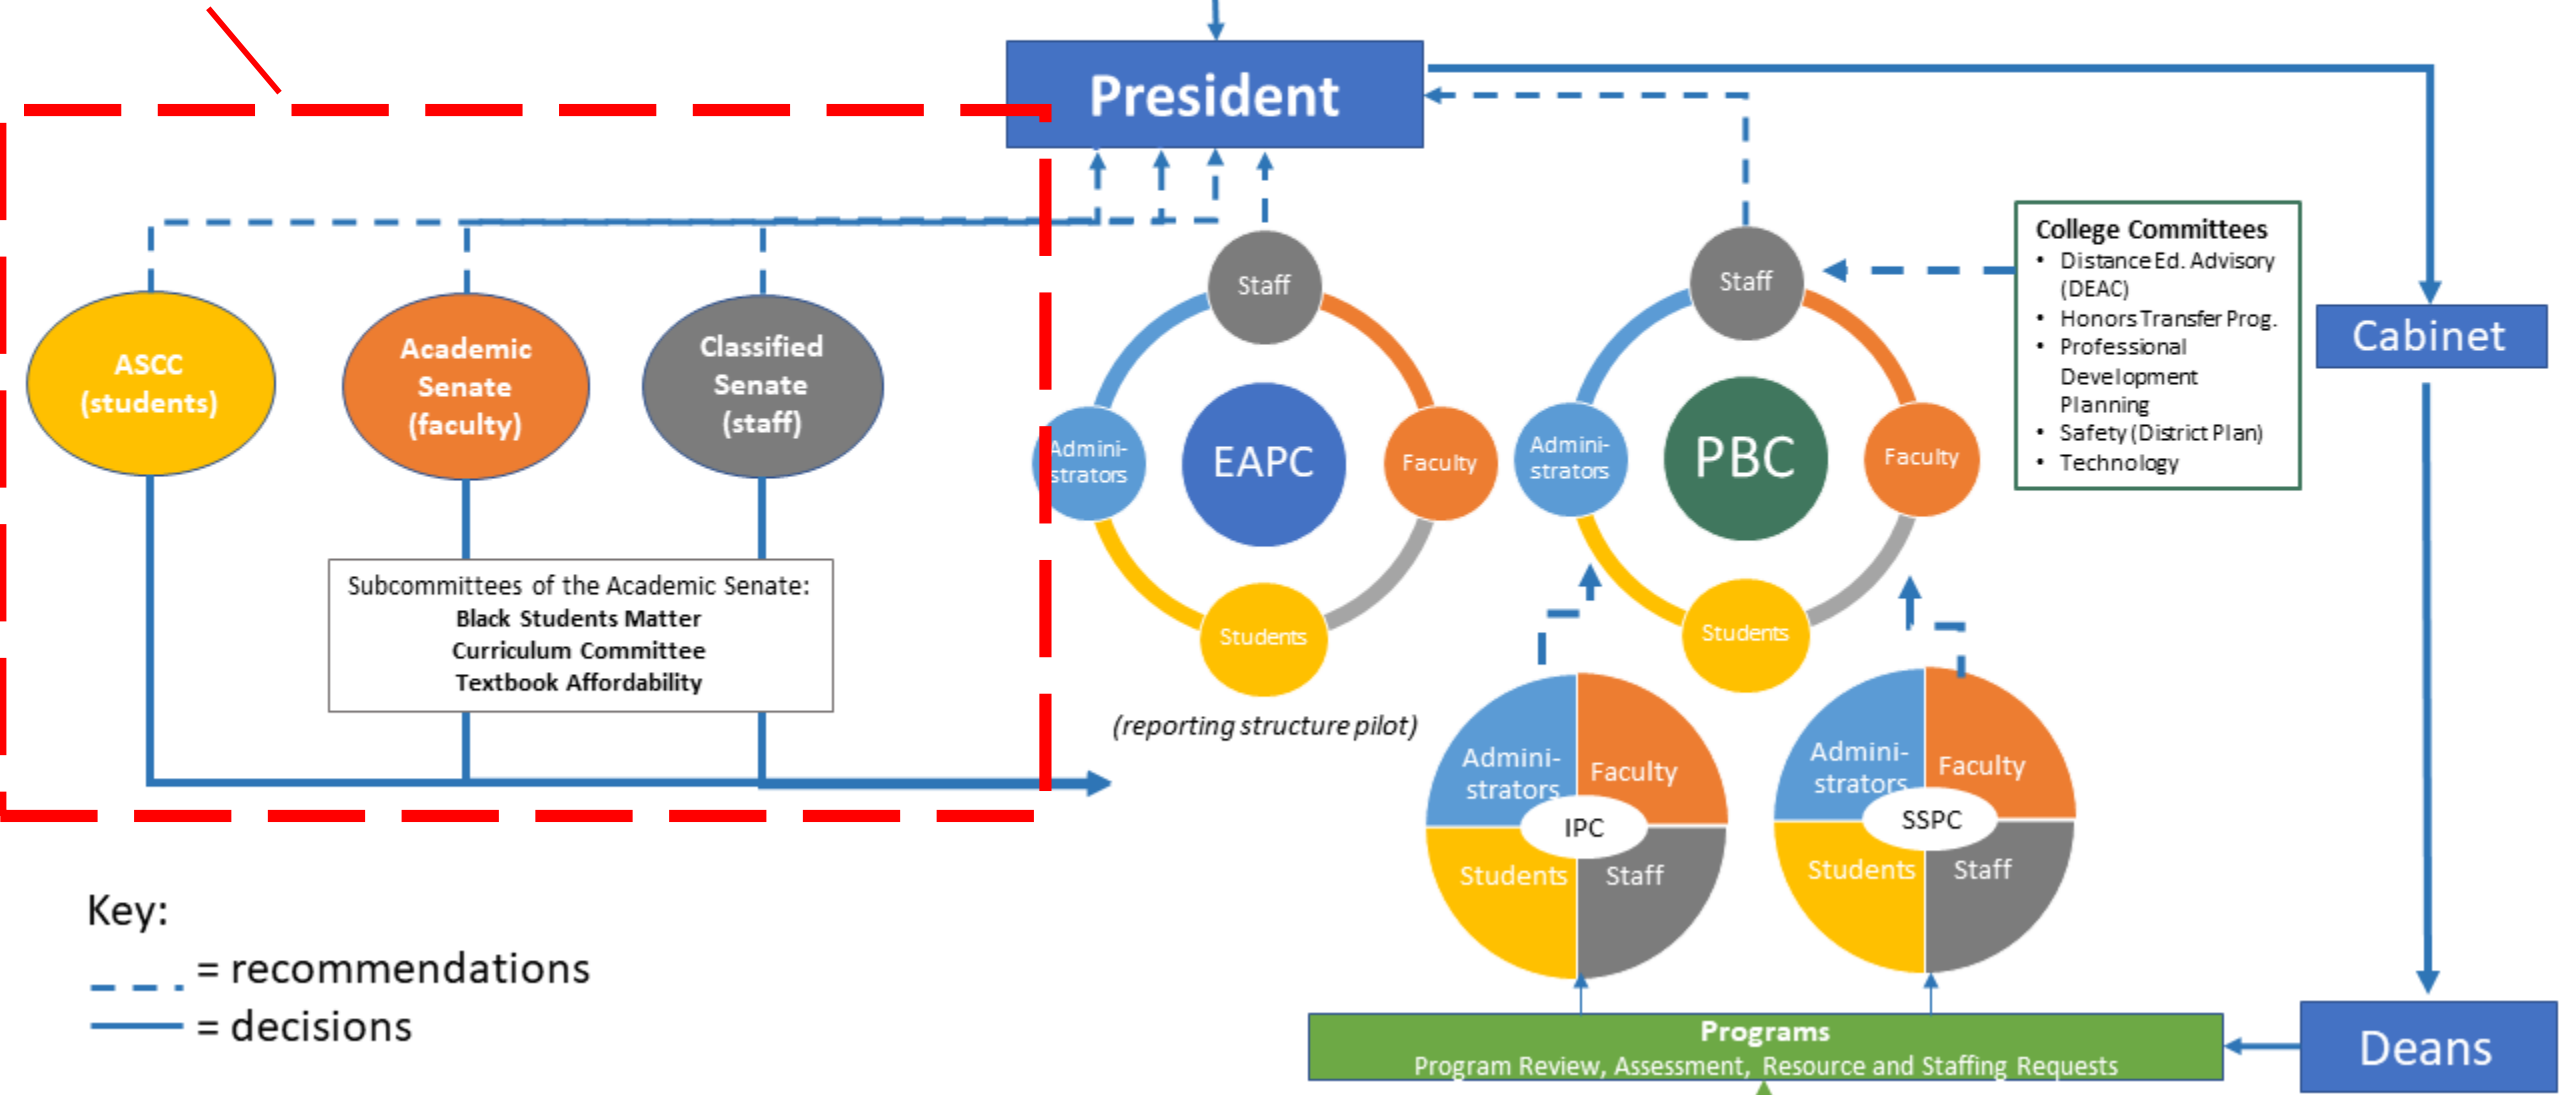 President
ASCC
(students)
Academic
Senate
(faculty)
Classified
Senate
(staff)
Subcommittees of the Academic Senate:
Black Students Matter
Curriculum Committee
Textbook Affordability
Staff
Admini-
strators
EAPC
Faculty
Students
(reporting structure pilot)
Staff
Admini-
strators
PBC
Faculty
Students
College Committees
• Distance Ed. Advisory
(DEAC)
• Honors Transfer Prog.
• Professional
Development
Planning
• Safety (District Plan)
• Technology
Cabinet
Admini-
strators
Faculty
IPC
Students
Staff
Admini-
strators
Faculty
SSPC
Students
Staff
Key:
= recommendations
= decisions
Programs
Program Review, Assessment, Resource and Staffing Requests
Deans